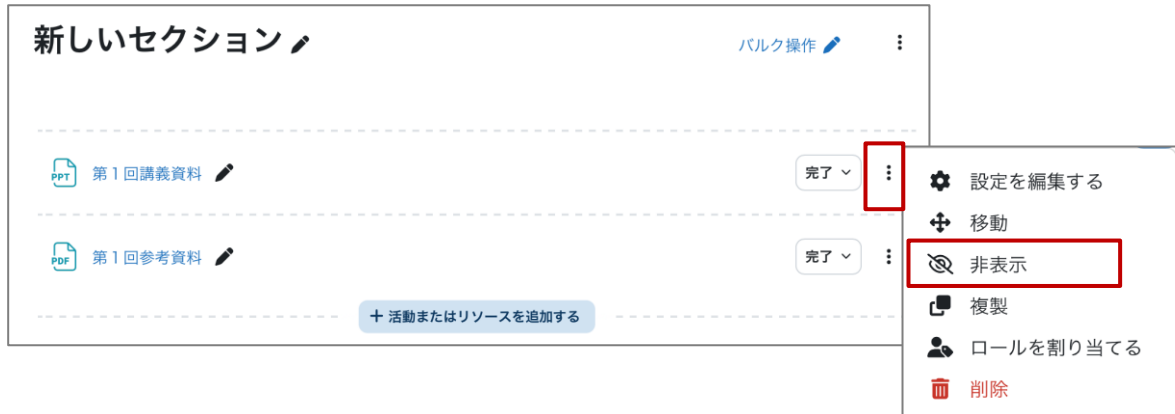 新しいセクション
バルク操作
PPT 第1回講義資料 完了
PDF 第1回参考資料 完了
+ 活動またはリソースを追加する
設定を編集する
移動
非表示
複製
ロールを割り当てる
削除